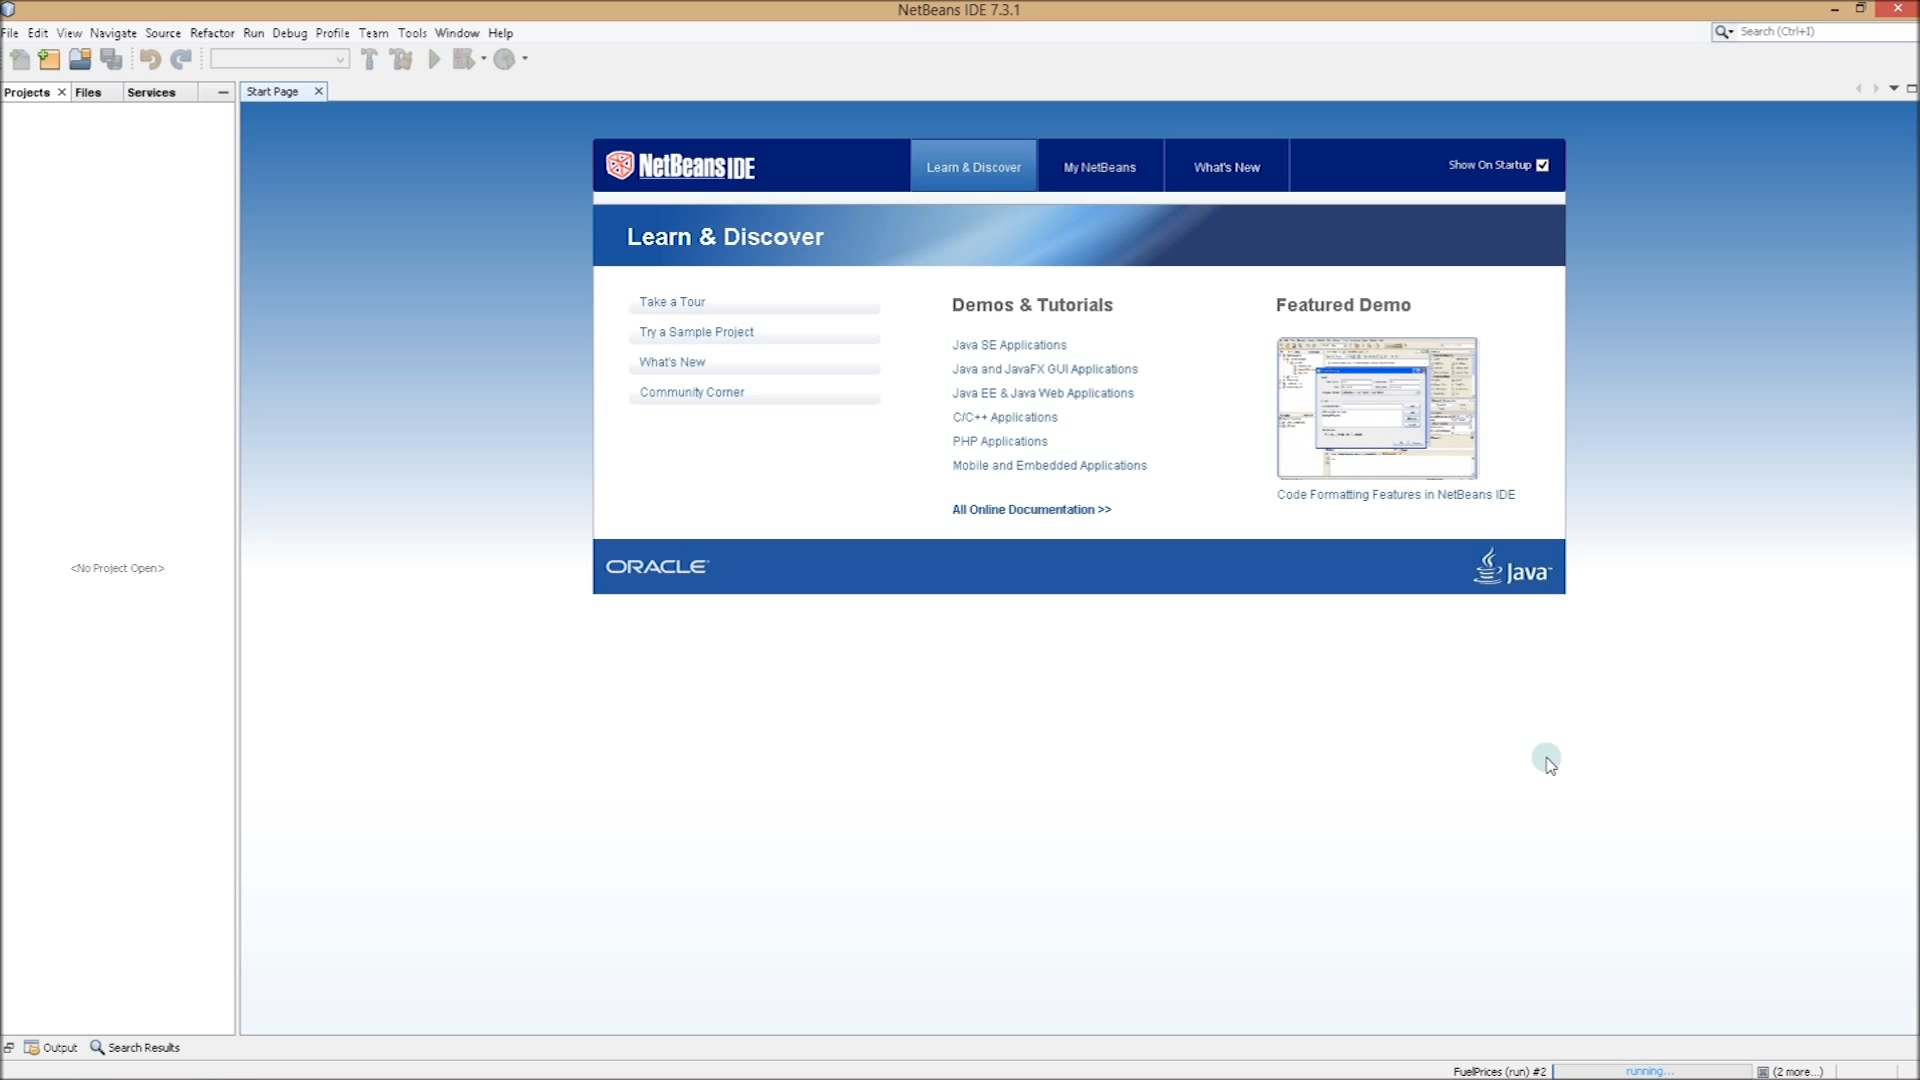 NetBeans IDE 7.3.1
File Edit View Navigate Source Refactor Run Debug Profile Team Tools Window Help
Search (Ctrl+I)
Projects Files Services
Start Page
NetBeans IDE
Learn & Discover
My NetBeans
What's New
Show On Startup
Learn & Discover
Take a Tour
Try a Sample Project
What's New
Community Corner
Demos & Tutorials
Java SE Applications
Java and JavaFX GUI Applications
Java EE & Java Web Applications
C/C++ Applications
PHP Applications
Mobile and Embedded Applications
All Online Documentation >>
Featured Demo
Code Formatting Features in NetBeans IDE
<No Project Open>
ORACLE
Java
Output Search Results
FuelPrices (run) #2 running... (2 more...)